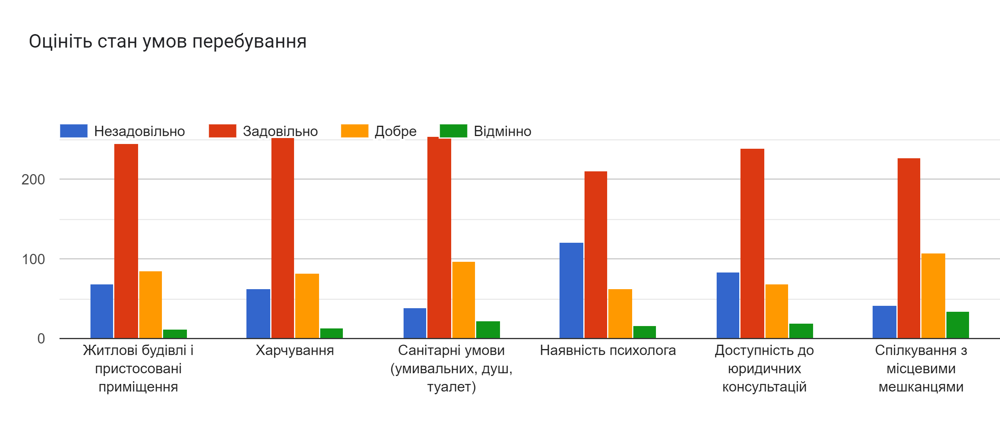 Оцініть стан умов перебування
Незадовільно Задовільно Добре Відмінно
200
100
0
Житлові будівлі і
пристосовані
приміщення
Харчування
Санітарні умови
(умивальних, душ,
туалет)
Наявність психолога
Доступність до
юридичних
консультацій
Спілкування з
місцевими
мешканцями